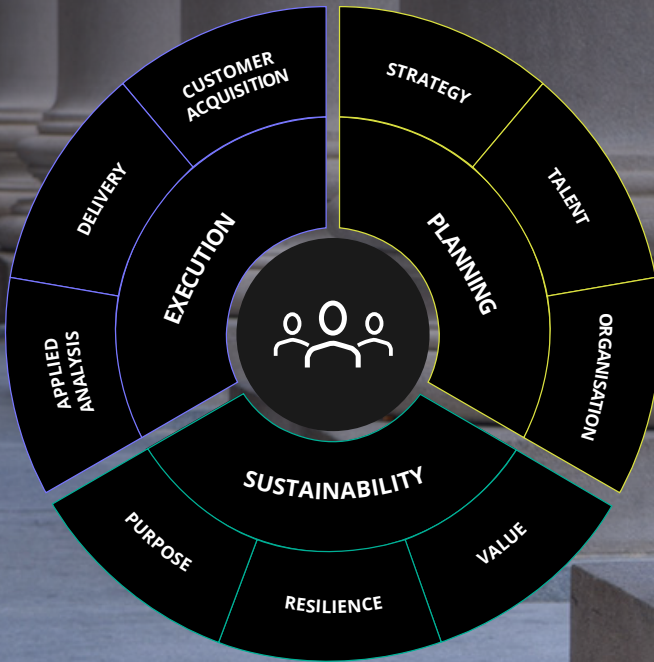 CUSTOMER
ACQUISITION
STRATEGY
DELIVERY
TALENT
EXECUTION
PLANNING
APPLIED
ANALYSIS
ORGANISATION
SUSTAINABILITY
PURPOSE
VALUE
RESILIENCE